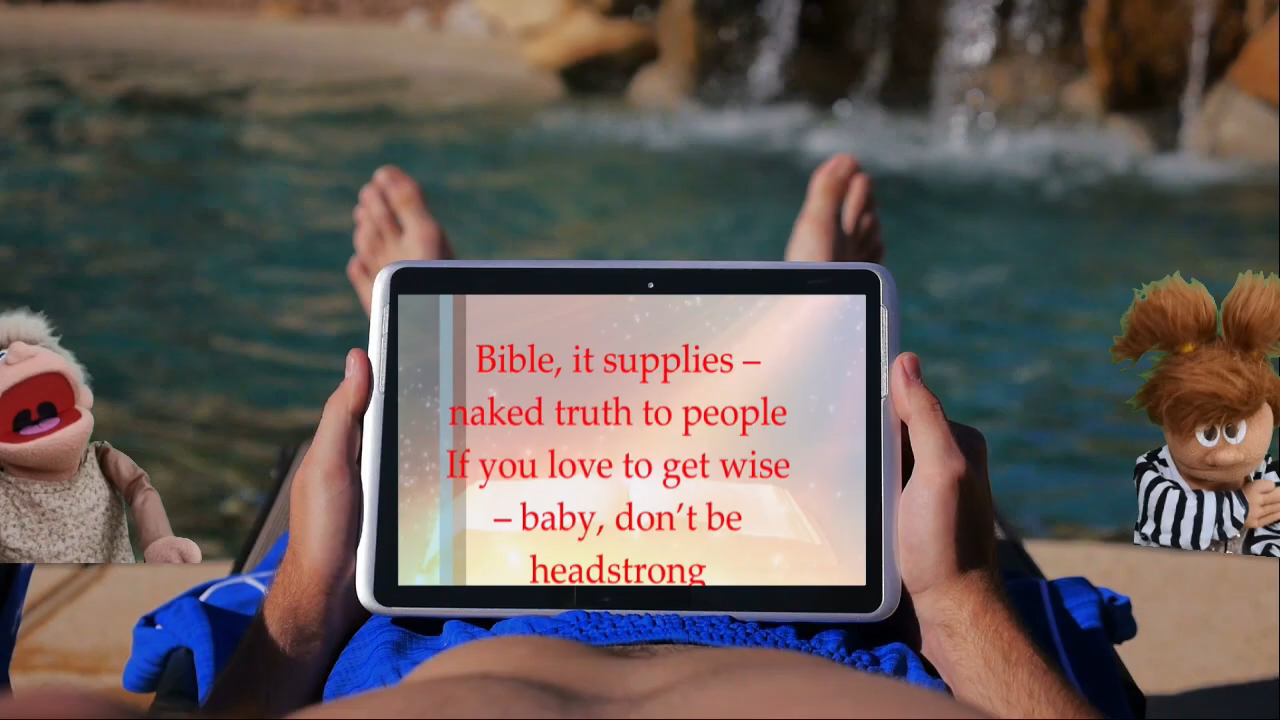 Bible, it supplies –
naked truth to people
If you love to get wise
– baby, don’t be
headstrong